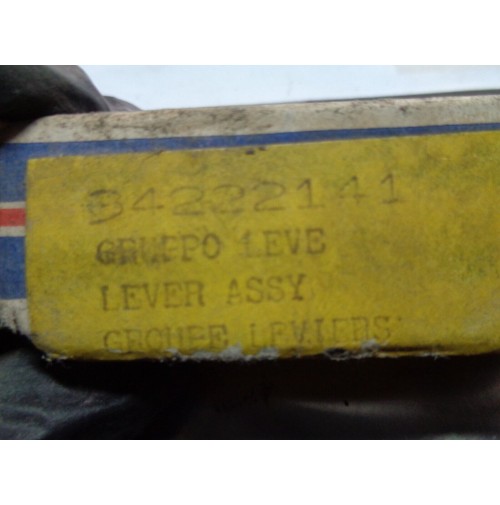 84222141
GRUPPO LEVE
LEVER ASSY
GROUPE LEVIERS